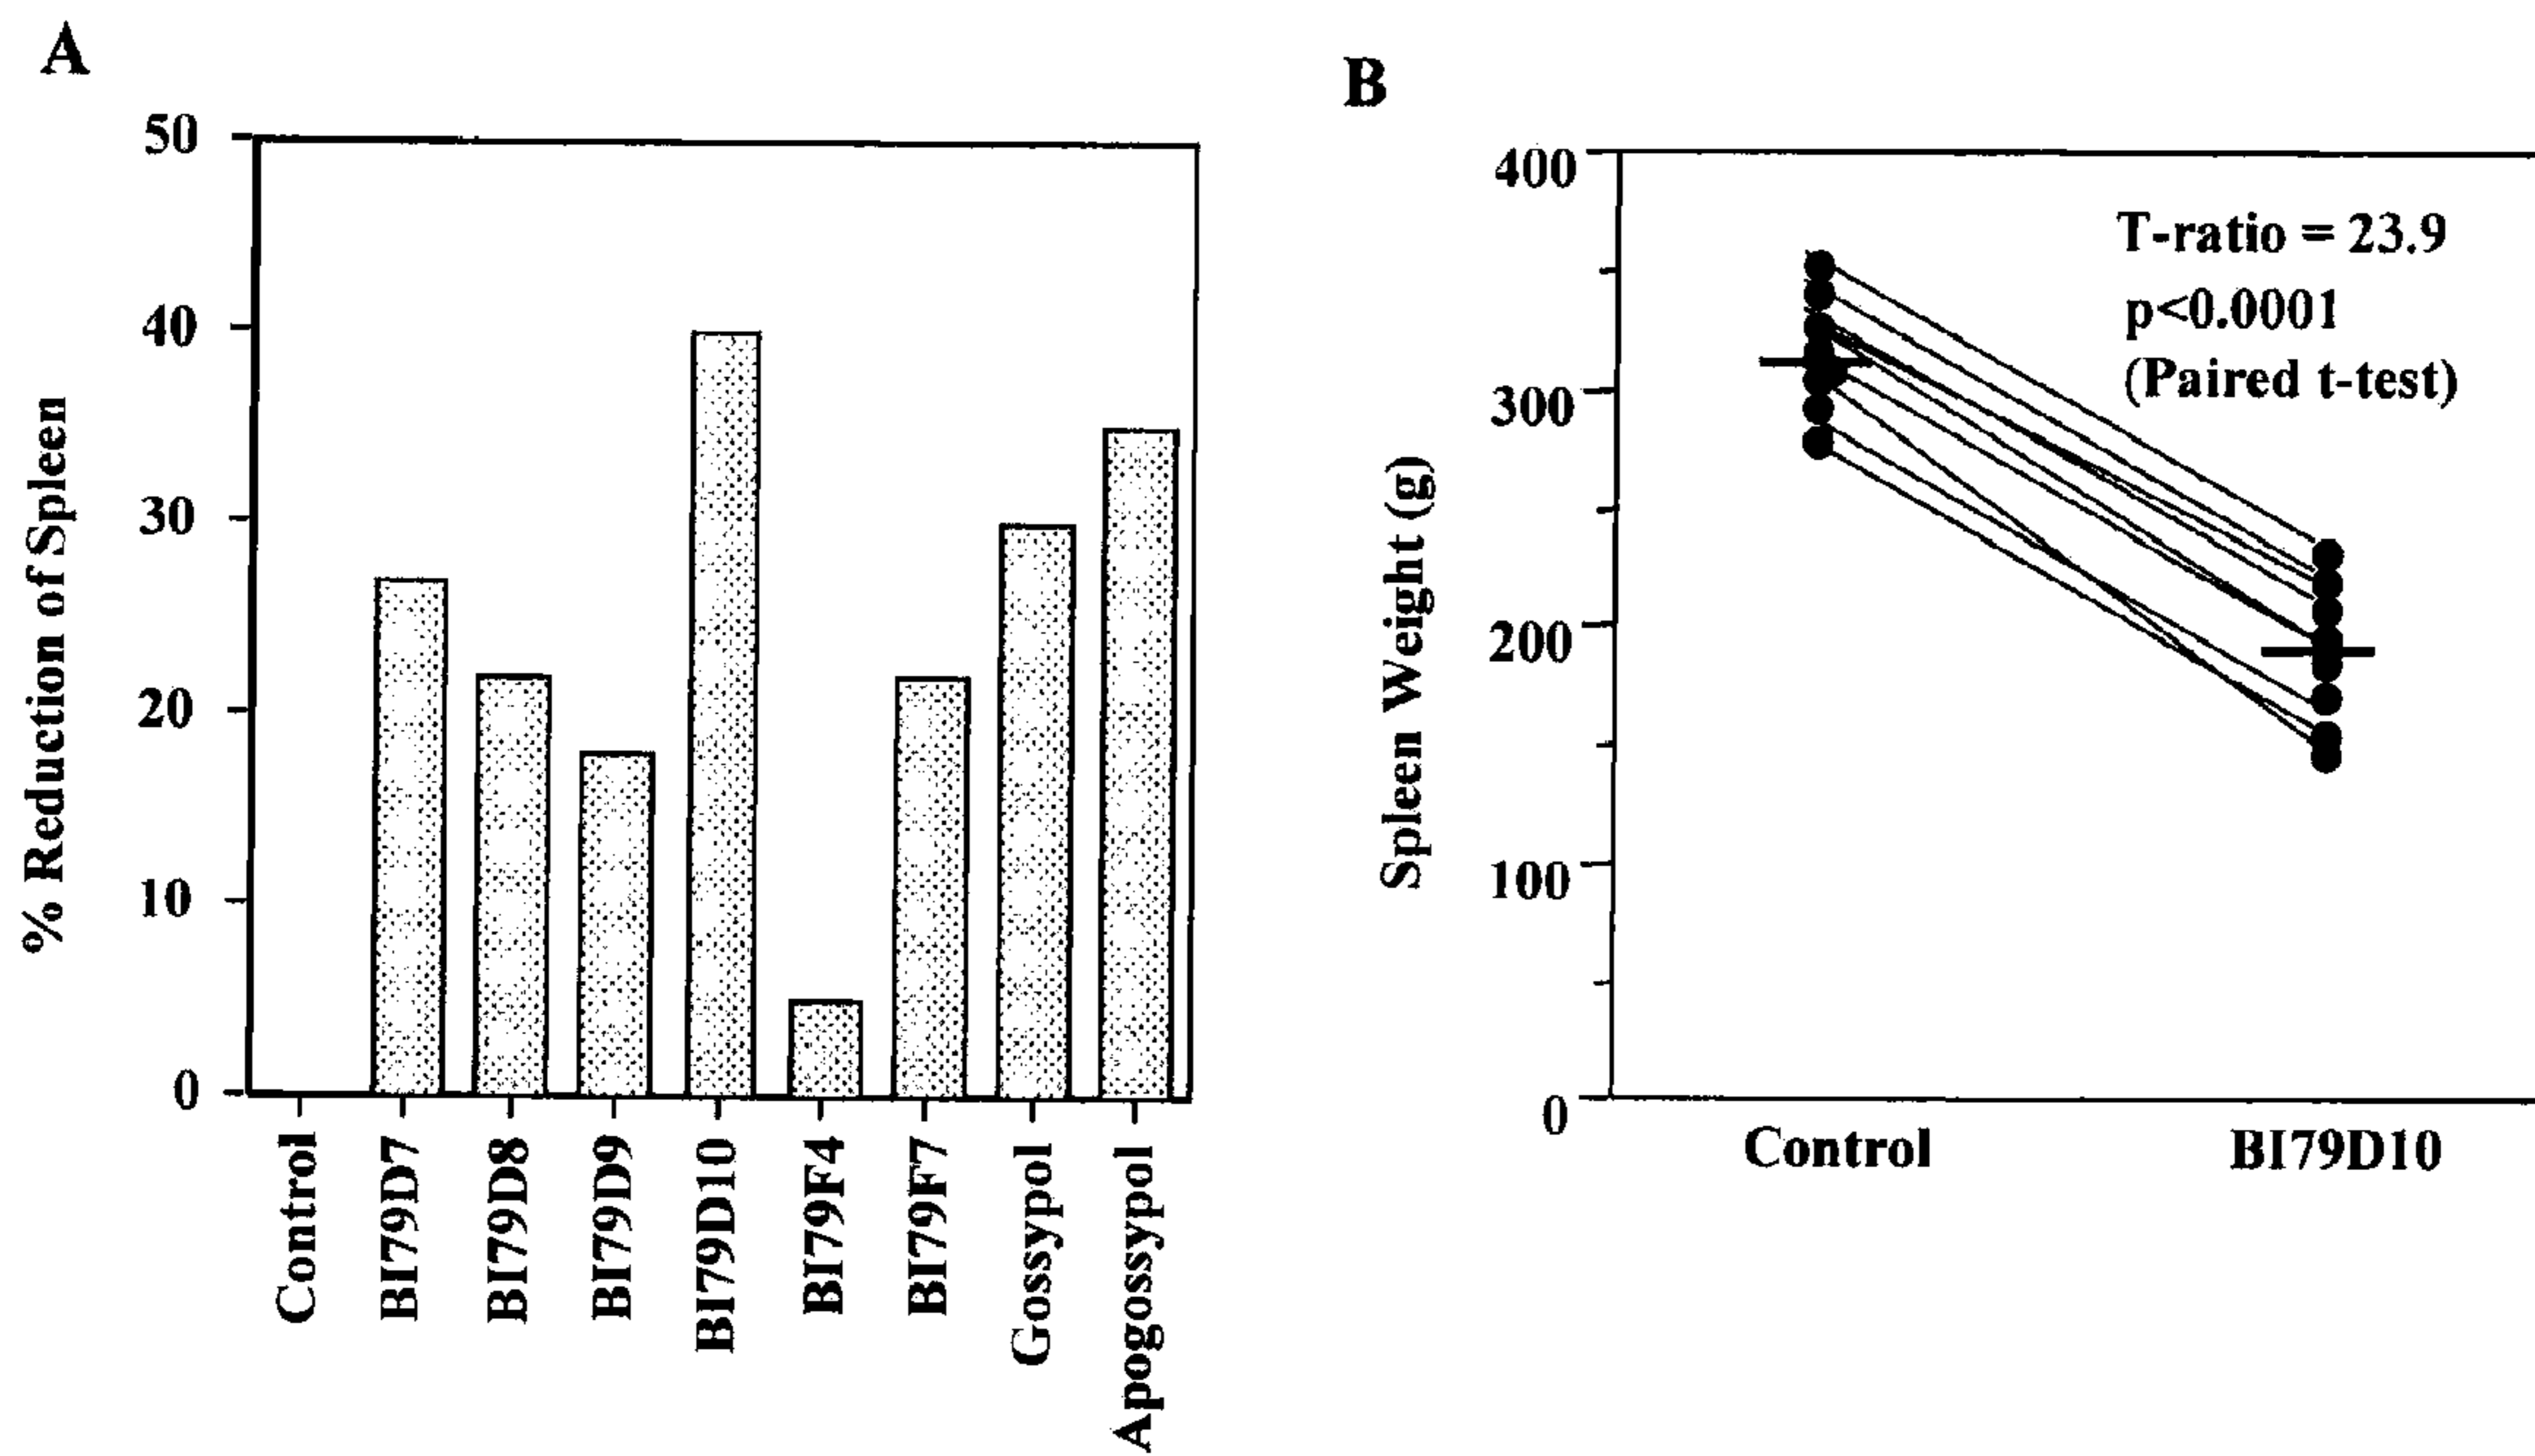 A
% Reduction of Spleen
50
40
30
20
10
0
Control
BI79D7
BI79D8
BI79D9
BI79D10
BI79F4
BI79F7
Gossypol
Apogossypol
B
Spleen Weight (g)
400
300
200
100
0
T-ratio = 23.9
p<0.0001
(Paired t-test)
Control
BI79D10